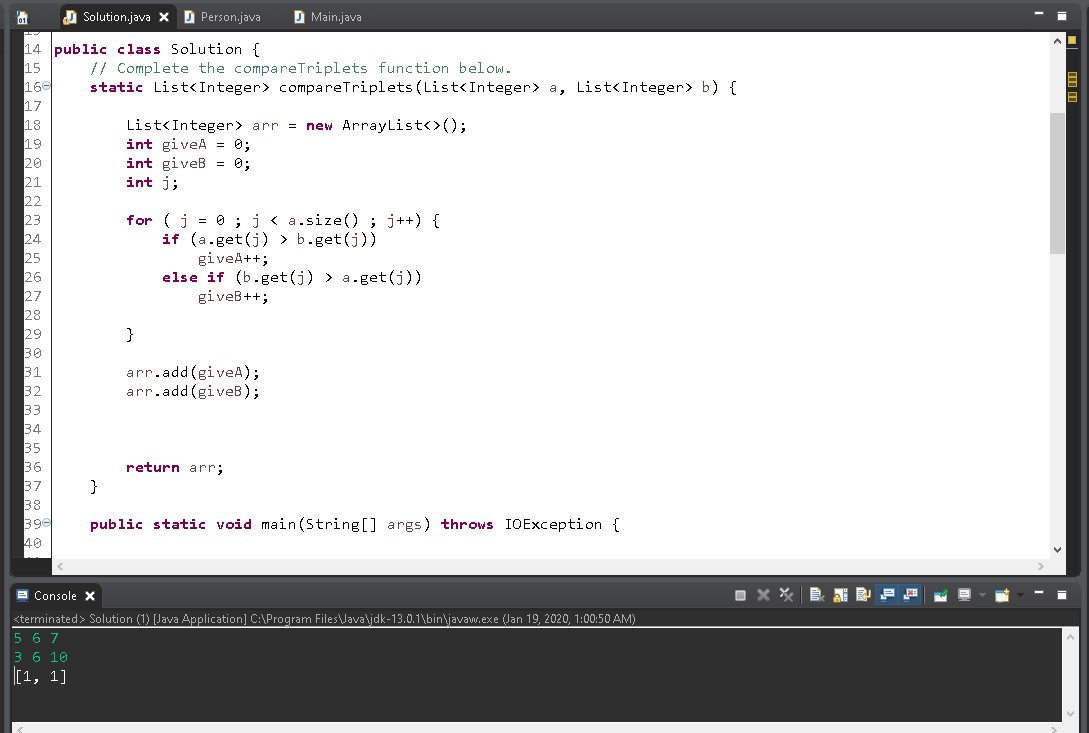 Solution.java Person.java Main.java
13
14 public class Solution {
15 // Complete the compareTriplets function below.
16 static List<Integer> compareTriplets(List<Integer> a, List<Integer> b) {
17
18 List<Integer> arr = new ArrayList<>();
19 int giveA = 0;
20 int giveB = 0;
21 int j;
22
23 for ( j = 0 ; j < a.size() ; j++) {
24 if (a.get(j) > b.get(j))
25 giveA++;
26 else if (b.get(j) > a.get(j))
27 giveB++;
28
29 }
30
31 arr.add(giveA);
32 arr.add(giveB);
33
34
35
36 return arr;
37 }
38
39 public static void main(String[] args) throws IOException {
40
Console
<terminated> Solution (1) [Java Application] C:\Program Files\Java\jdk-13.0.1\bin\javaw.exe (Jan 19, 2020, 1:00:50 AM)
5 6 7
3 6 10
[1, 1]